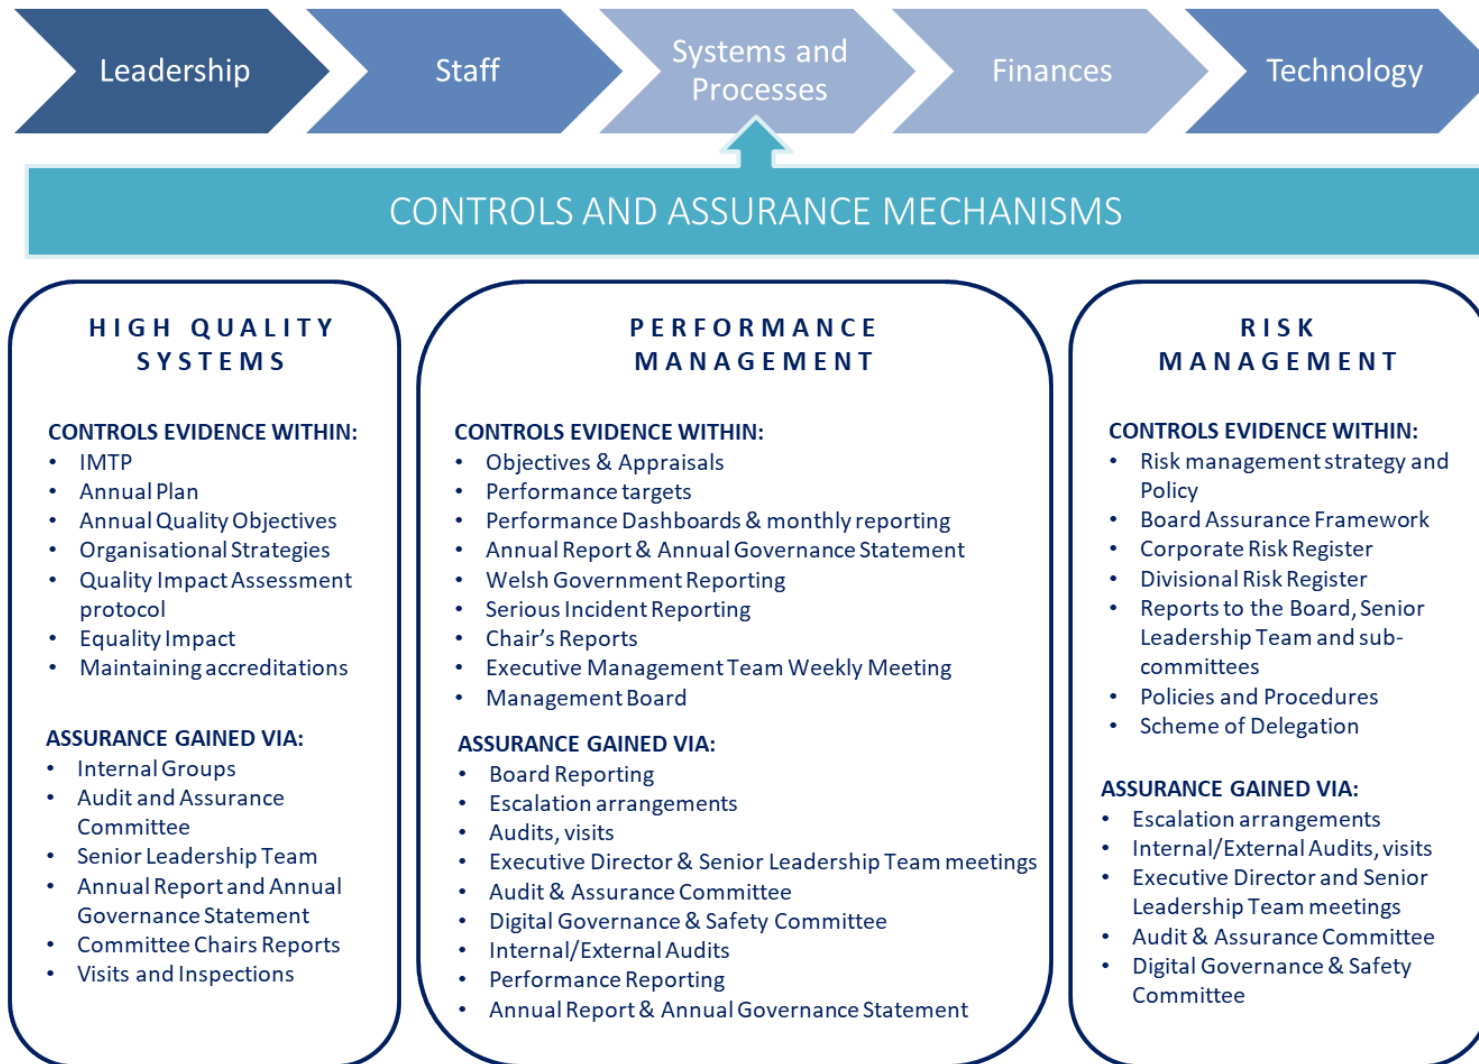 Leadership
Staff
Systems and
Processes
Finances
Technology
CONTROLS AND ASSURANCE MECHANISMS
HIGH QUALITY
SYSTEMS
CONTROLS EVIDENCE WITHIN:
• IMTP
• Annual Plan
• Annual Quality Objectives
• Organisational Strategies
• Quality Impact Assessment
protocol
• Equality Impact
• Maintaining accreditations
ASSURANCE GAINED VIA:
• Internal Groups
• Audit and Assurance
Committee
• Senior Leadership Team
• Annual Report and Annual
Governance Statement
• Committee Chairs Reports
• Visits and Inspections
PERFORMANCE
MANAGEMENT
CONTROLS EVIDENCE WITHIN:
• Objectives & Appraisals
• Performance targets
• Performance Dashboards & monthly reporting
• Annual Report & Annual Governance Statement
• Welsh Government Reporting
• Serious Incident Reporting
• Chair's Reports
• Executive Management Team Weekly Meeting
• Management Board
ASSURANCE GAINED VIA:
• Board Reporting
• Escalation arrangements
• Audits, visits
• Executive Director & Senior Leadership Team meetings
• Audit & Assurance Committee
• Digital Governance & Safety Committee
• Internal/External Audits
• Performance Reporting
• Annual Report & Annual Governance Statement
RISK
MANAGEMENT
CONTROLS EVIDENCE WITHIN:
• Risk management strategy and
Policy
• Board Assurance Framework
• Corporate Risk Register
• Divisional Risk Register
• Reports to the Board, Senior
Leadership Team and sub-
committees
• Policies and Procedures
• Scheme of Delegation
ASSURANCE GAINED VIA:
• Escalation arrangements
• Internal/External Audits, visits
• Executive Director and Senior
Leadership Team meetings
• Audit & Assurance Committee
• Digital Governance & Safety
Committee